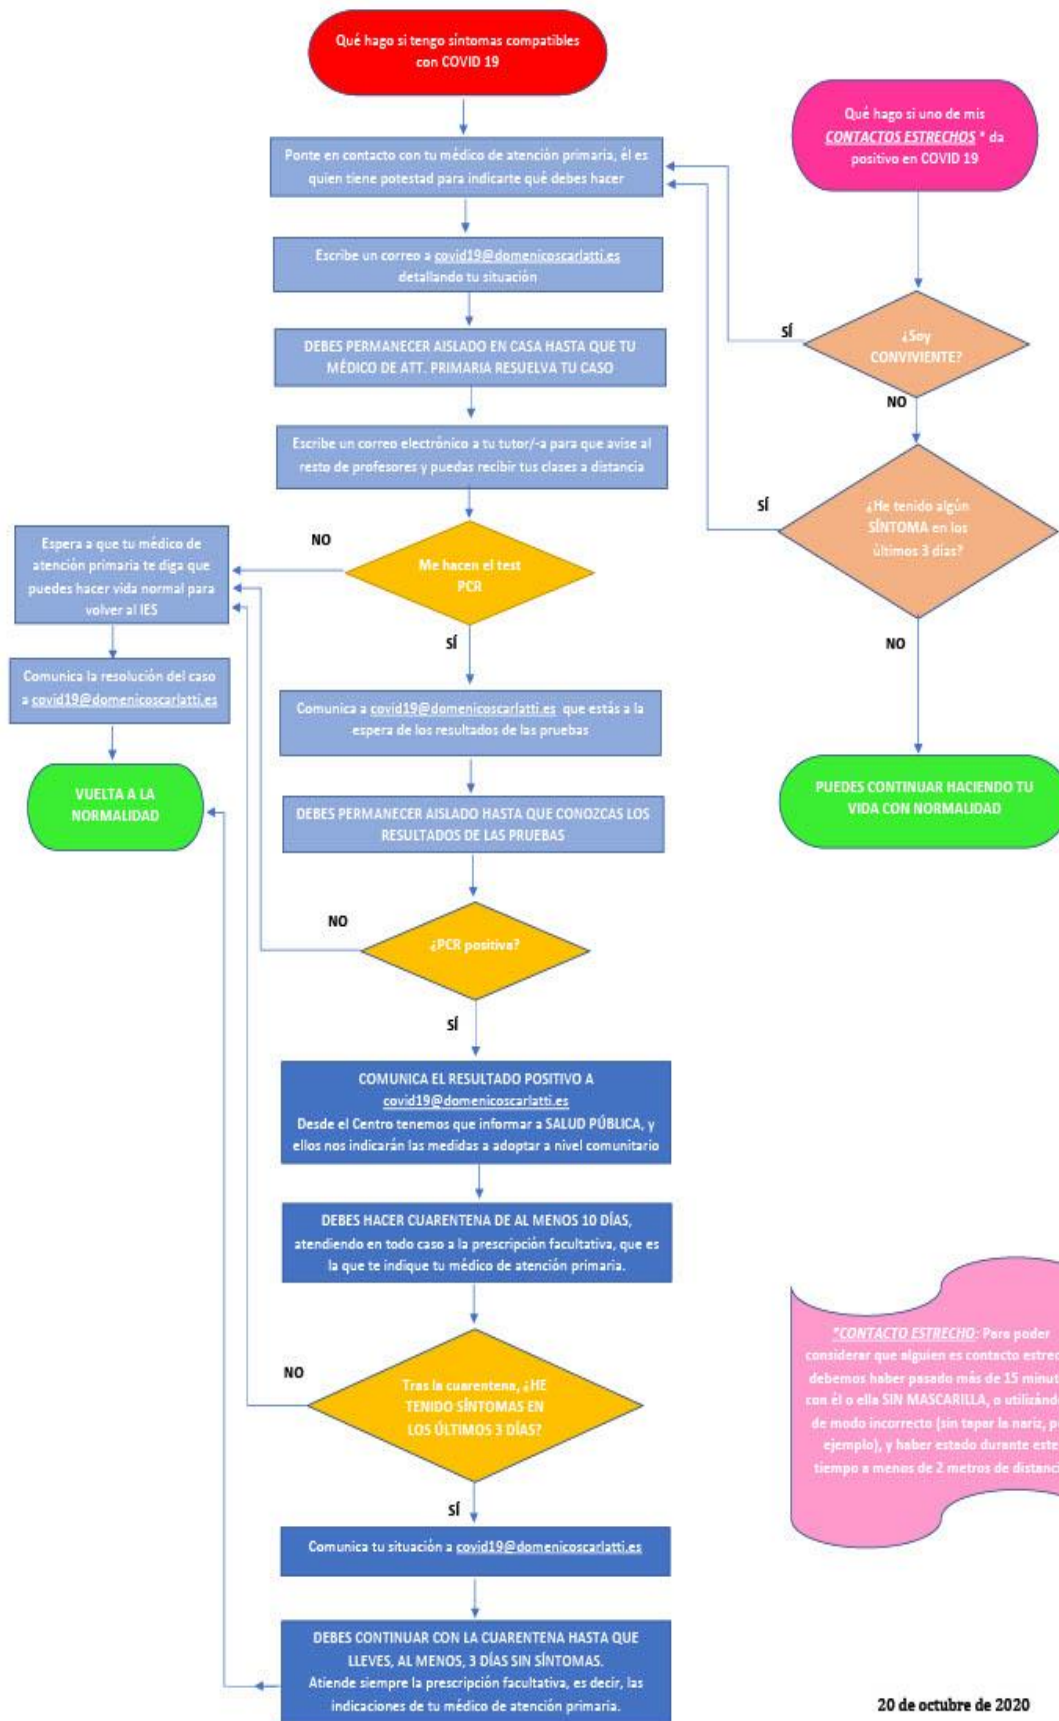 Qué hago si tengo síntomas compatibles
con COVID 19
Ponte en contacto con tu médico de atención primaria, él es
quien tiene potestad para indicarte qué debes hacer
Escribe un correo a covid19@domenicoscarlatti.es
detallando tu situación
DEBES PERMANECER AISLADO EN CASA HASTA QUE TU
MÉDICO DE ATT. PRIMARIA RESUELVA TU CASO
Escribe un correo electrónico a tu tutor/-a para que avise al
resto de profesores y puedas recibir tus clases a distancia
Me hacen el test
PCR
NO
Espera a que tu médico de
atención primaria te diga que
puedes hacer vida normal para
volver al IES
Comunica la resolución del caso
a covid19@domenicoscarlatti.es
VUELTA A LA
NORMALIDAD
SÍ
Comunica a covid19@domenicoscarlatti.es que estás a la
espera de los resultados de las pruebas
DEBES PERMANECER AISLADO HASTA QUE CONOZCAS LOS
RESULTADOS DE LAS PRUEBAS
NO
¿PCR positiva?
SÍ
COMUNICA EL RESULTADO POSITIVO A
covid19@domenicoscarlatti.es
Desde el Centro tenemos que informar a SALUD PÚBLICA, y
ellos nos indicarán las medidas a adoptar a nivel comunitario
DEBES HACER CUARENTENA DE AL MENOS 10 DÍAS,
atendiendo en todo caso a la prescripción facultativa, que es
la que te indique tu médico de atención primaria.
NO
Tras la cuarentena, ¿HE
TENIDO SÍNTOMAS EN
LOS ÚLTIMOS 3 DÍAS?
SÍ
Comunica tu situación a covid19@domenicoscarlatti.es
DEBES CONTINUAR CON LA CUARENTENA HASTA QUE
LLEVES, AL MENOS, 3 DÍAS SIN SÍNTOMAS.
Atiende siempre la prescripción facultativa, es decir, las
indicaciones de tu médico de atención primaria.
Qué hago si uno de mis
CONTACTOS ESTRECHOS * da
positivo en COVID 19
SÍ
¿Soy
CONVIVIENTE?
NO
SÍ
¿He tenido algún
SÍNTOMA en los
últimos 3 días?
NO
PUEDES CONTINUAR HACIENDO TU
VIDA CON NORMALIDAD
*CONTACTO ESTRECHO: Para poder
considerar que alguien es contacto
debemos haber pasado más de 15
con él o ella SIN MASCARILLA, o
de modo incorrecto (sin tapar la nariz,
ejemplo), y haber estado durante este
tiempo a menos de 2 metros de
20 de octubre de 2020